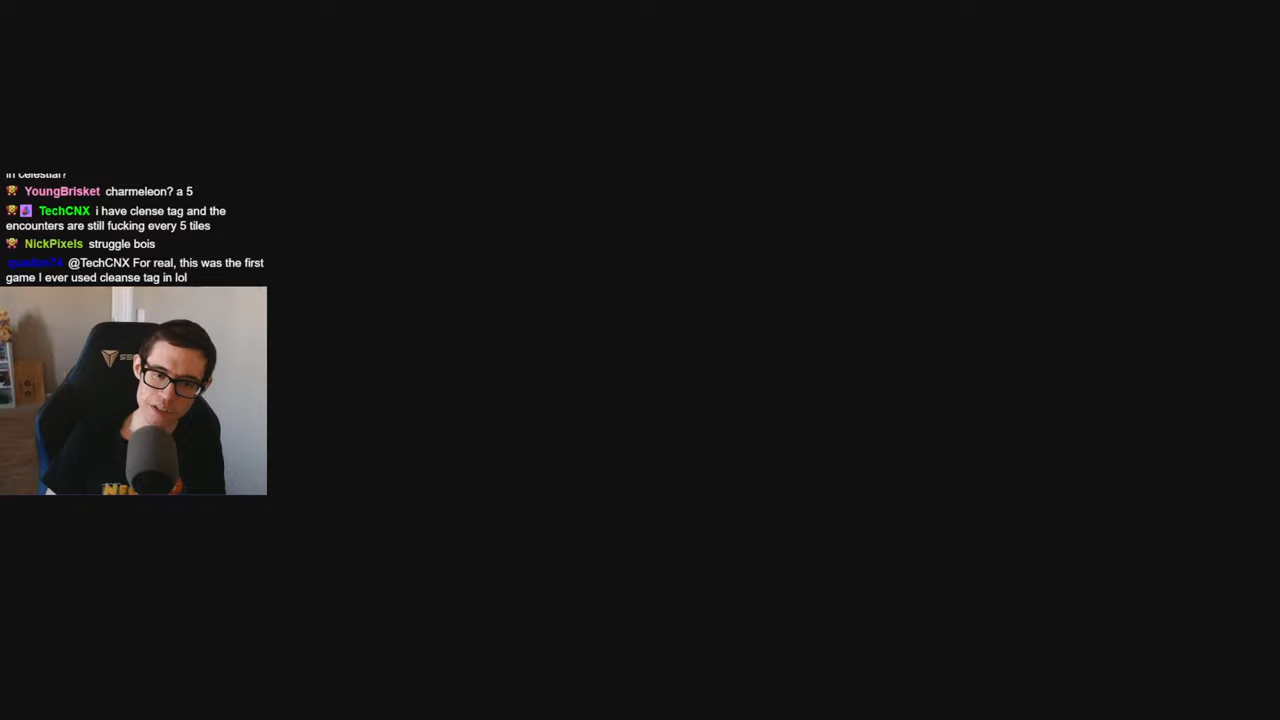 YoungBrisket charmeleon? a 5
TechCNX i have clense tag and the
encounters are still fucking every 5 tiles
NickPixels struggle bois
@TechCNX For real, this was the first
game I ever used cleanse tag in lol